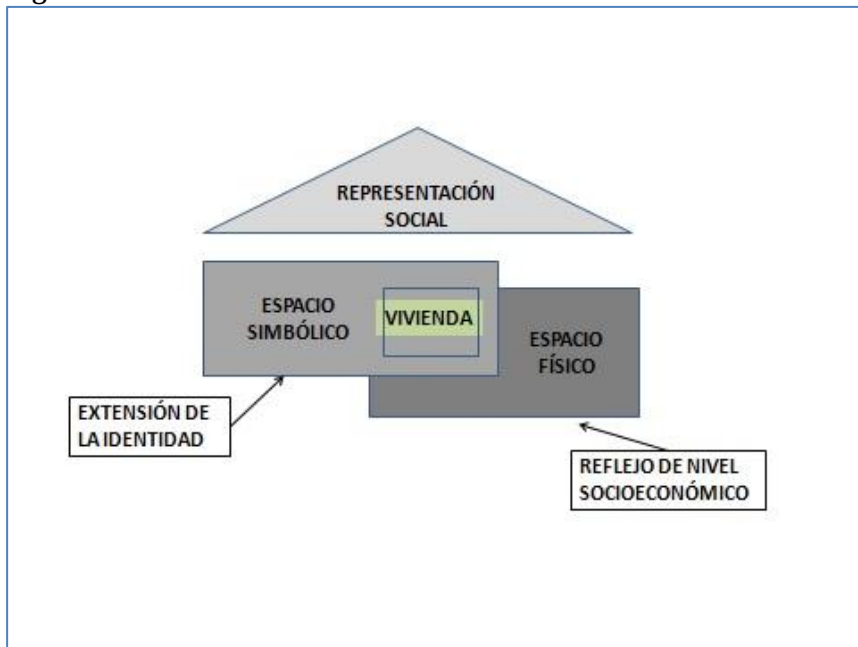 REPRESENTACIÓN
SOCIAL
ESPACIO
SIMBÓLICO
VIVIENDA
ESPACIO
FÍSICO
EXTENSIÓN DE
LA IDENTIDAD
REFLEJO DE NIVEL
SOCIOECONÓMICO